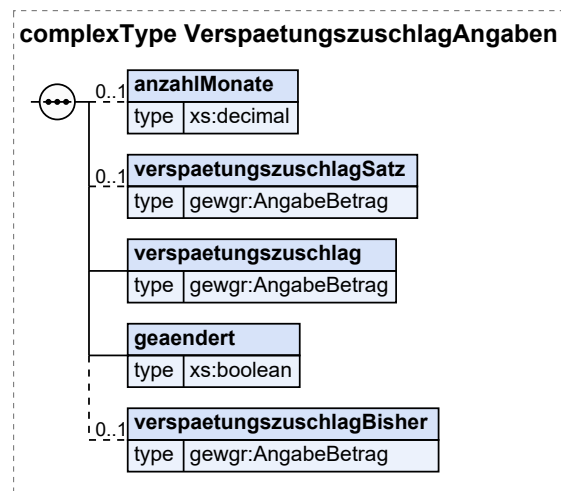 complexType VerspaetungszuschlagAngaben
0..1 anzahlMonate
type xs:decimal
0..1 verspaetungszuschlagSatz
type gewgr:AngabeBetrag
verspaetungszuschlag
type gewgr:AngabeBetrag
geaendert
type xs:boolean
0..1 verspaetungszuschlagBisher
type gewgr:AngabeBetrag